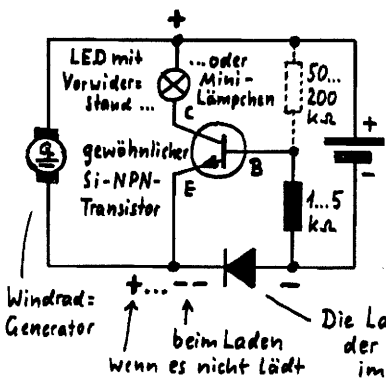 +
LED mit
Vorwider=
stand ...
... oder
Mini-
Lämpchen
50...
200
kΩ
+
-
C
G
gewöhnlicher
Si-NPN-
Transistor
B
E
1...5
kΩ
+... --
-
Windrad=
Generator
beim Laden
wenn es nicht lädt
Die La
der
im